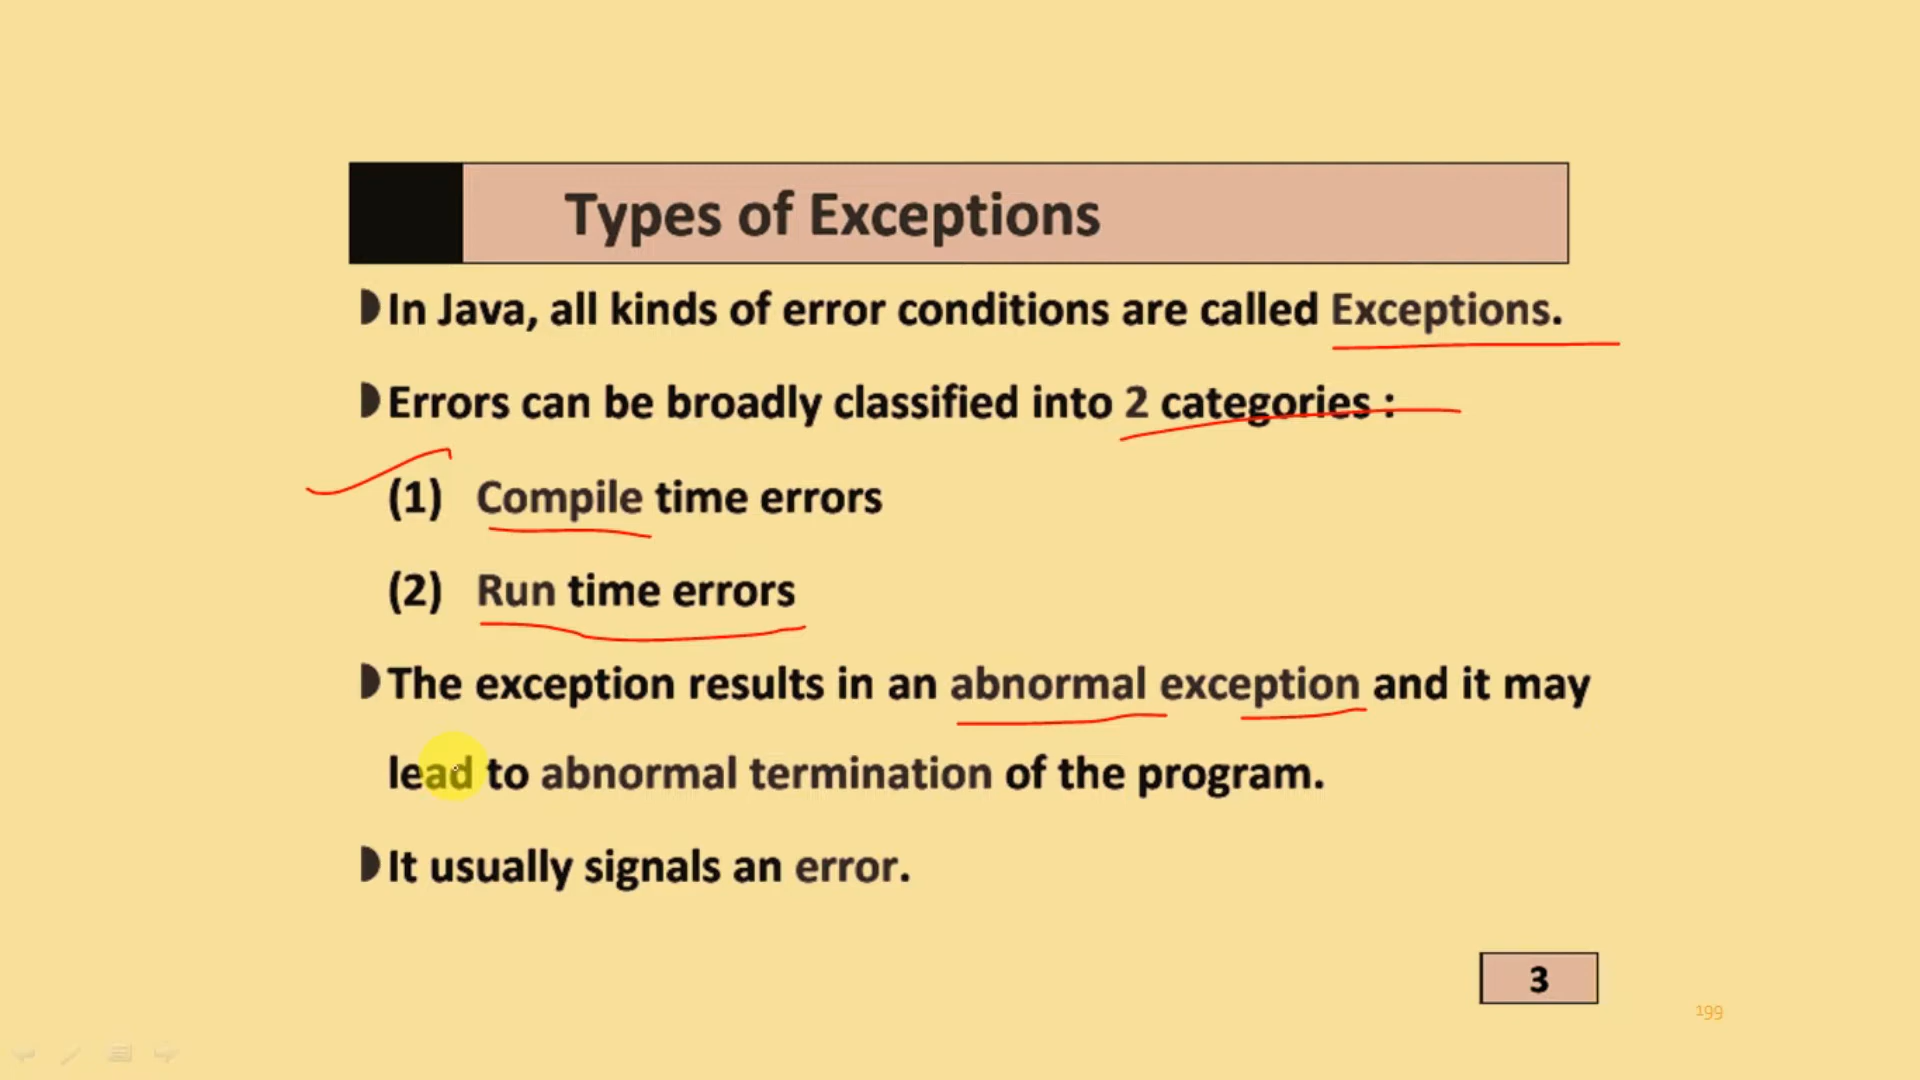 Types of Exceptions
In Java, all kinds of error conditions are called Exceptions.
Errors can be broadly classified into 2 categories :
(1) Compile time errors
(2) Run time errors
The exception results in an abnormal exception and it may
lead to abnormal termination of the program.
It usually signals an error.
3
199